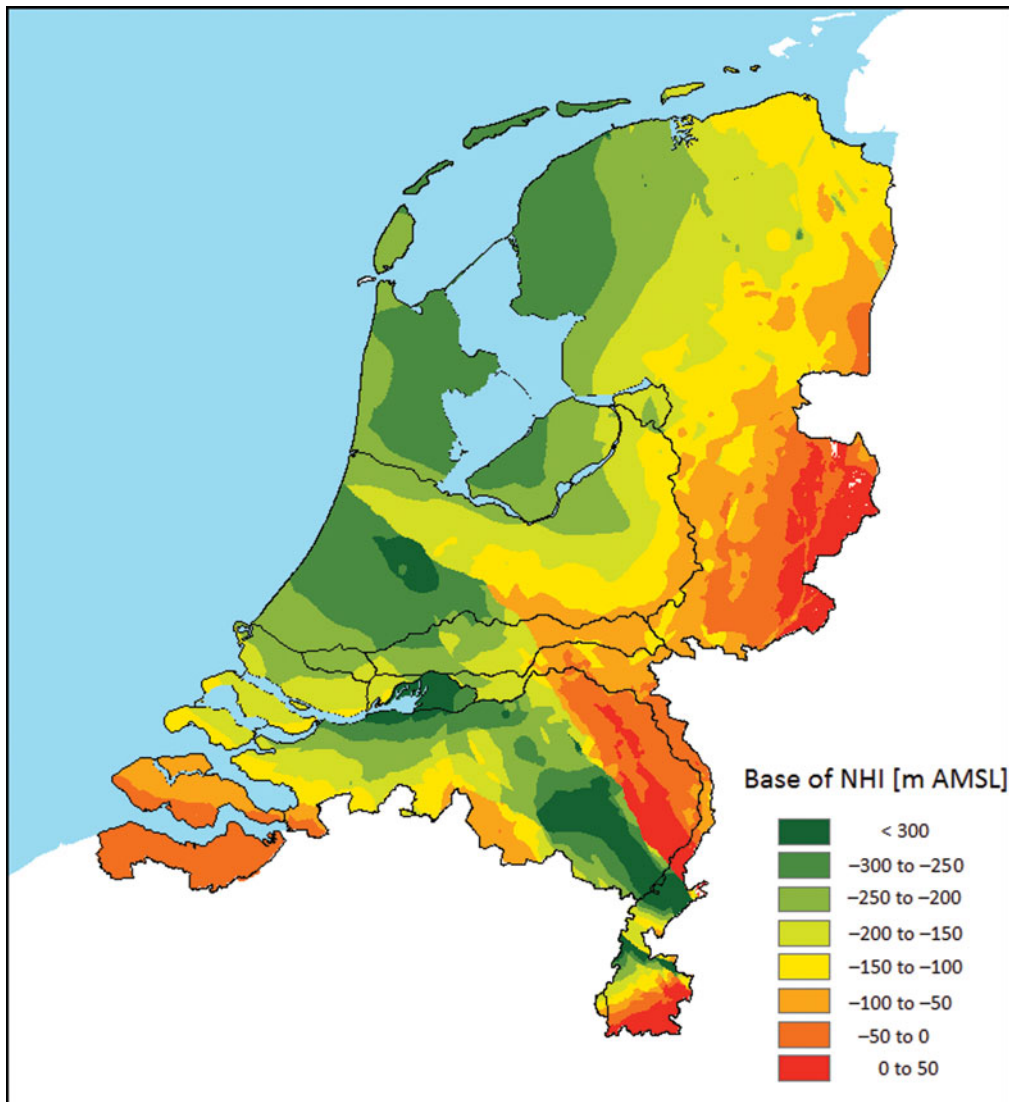 Base of NHI [m AMSL]
< 300
−300 to −250
−250 to −200
−200 to −150
−150 to −100
−100 to −50
−50 to 0
0 to 50